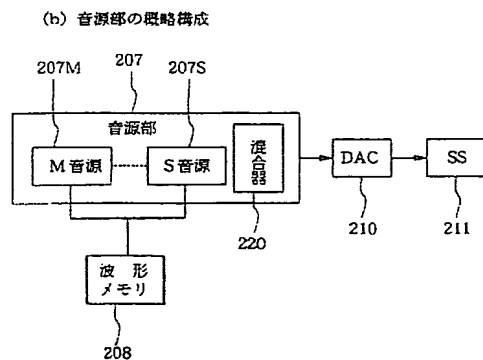 (b) 音源部の概略構成
207M 207 207S
音源部
M音源 S音源 混合器 DAC SS
220 210 211
波形
メモリ
208